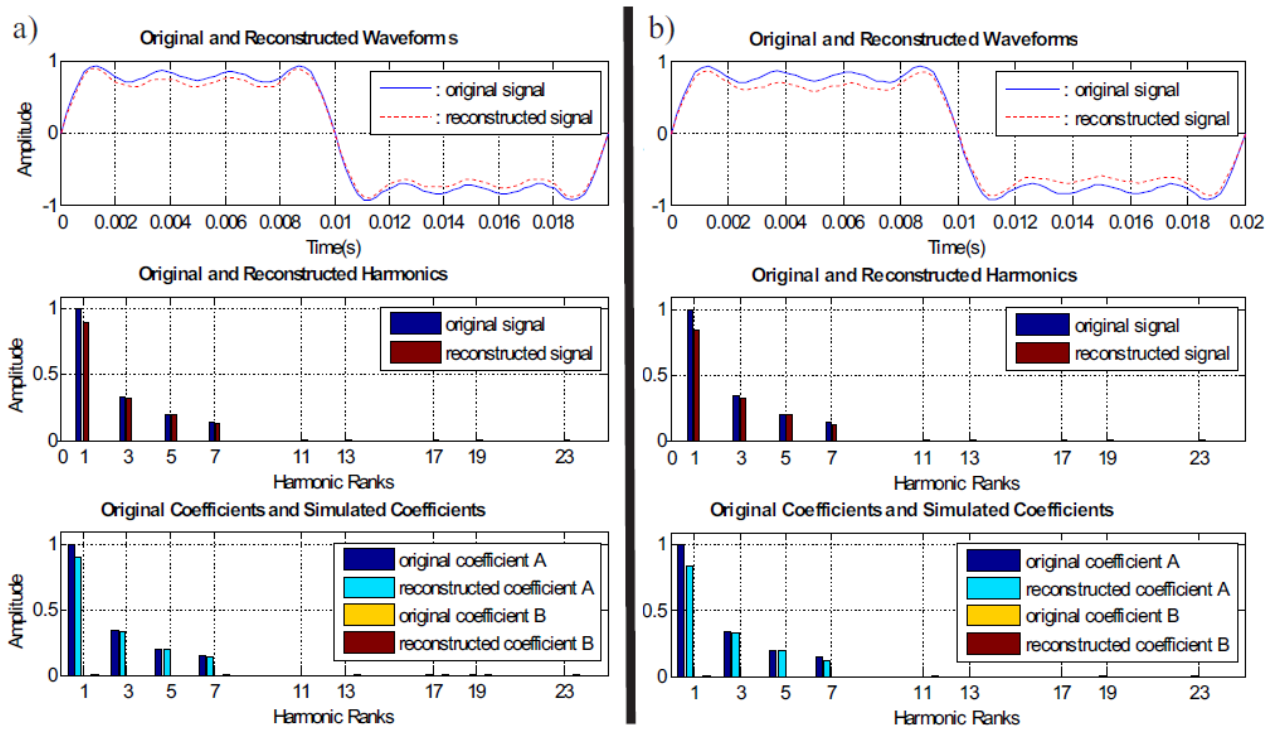 a)
Original and Reconstructed Waveforms
1
0
-1
Amplitude
: original signal
: reconstructed signal
0 0.002 0.004 0.006 0.008 0.01 0.012 0.014 0.016 0.018
Time(s)
Original and Reconstructed Harmonics
1
0.5
0
Amplitude
original signal
reconstructed signal
0 1 3 5 7 11 13 17 19 23
Harmonic Ranks
Original Coefficients and Simulated Coefficients
1
0.5
0
Amplitude
original coefficient A
reconstructed coefficient A
original coefficient B
reconstructed coefficient B
1 3 5 7 11 13 17 19 23
Harmonic Ranks
b)
Original and Reconstructed Waveforms
1
0
-1
: original signal
: reconstructed signal
0 0.002 0.004 0.006 0.008 0.01 0.012 0.014 0.016 0.018 0.02
Time(s)
Original and Reconstructed Harmonics
1
0.5
0
original signal
reconstructed signal
1 3 5 7 11 13 17 19 23
Harmonic Ranks
Original Coefficients and Simulated Coefficients
1
0.5
0
original coefficient A
reconstructed coefficient A
original coefficient B
reconstructed coefficient B
1 3 5 7 11 13 17 19 23
Harmonic Ranks